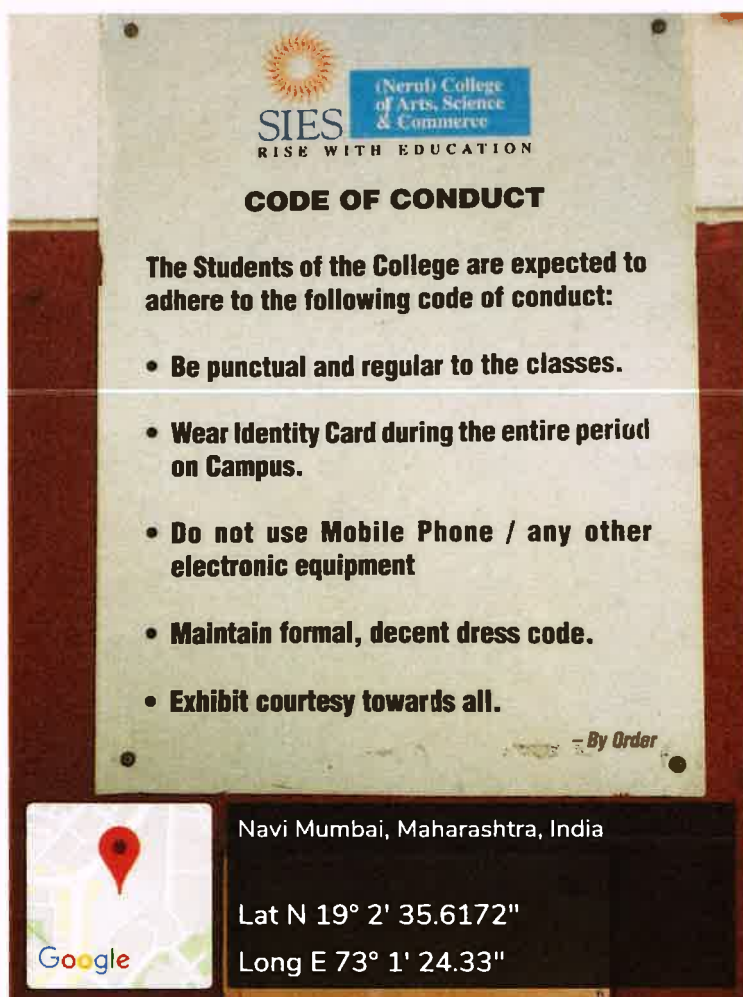 (Nerul) College
of Arts, Science
& Commerce
SIES
RISE WITH EDUCATION
CODE OF CONDUCT
The Students of the College are expected to
adhere to the following code of conduct:
• Be punctual and regular to the classes.
• Wear Identity Card during the entire period
on Campus.
• Do not use Mobile Phone / any other
electronic equipment
• Maintain formal, decent dress code.
• Exhibit courtesy towards all.
– By Order
Navi Mumbai, Maharashtra, India
Lat N 19° 2' 35.6172"
Long E 73° 1' 24.33"
Google